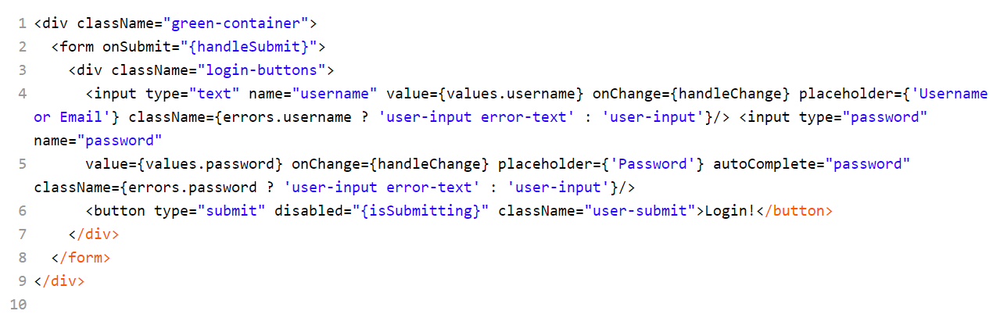 1 <div className="green-container">
2   <form onSubmit="{handleSubmit}">
3     <div className="login-buttons">
4       <input type="text" name="username" value={values.username} onChange={handleChange} placeholder={'Username
or Email'} className={errors.username ? 'user-input error-text' : 'user-input'}/> <input type="password"
name="password"
5       value={values.password} onChange={handleChange} placeholder={'Password'} autoComplete="password"
className={errors.password ? 'user-input error-text' : 'user-input'}/>
6       <button type="submit" disabled="{isSubmitting}" className="user-submit">Login!</button>
7     </div>
8   </form>
9 </div>
10